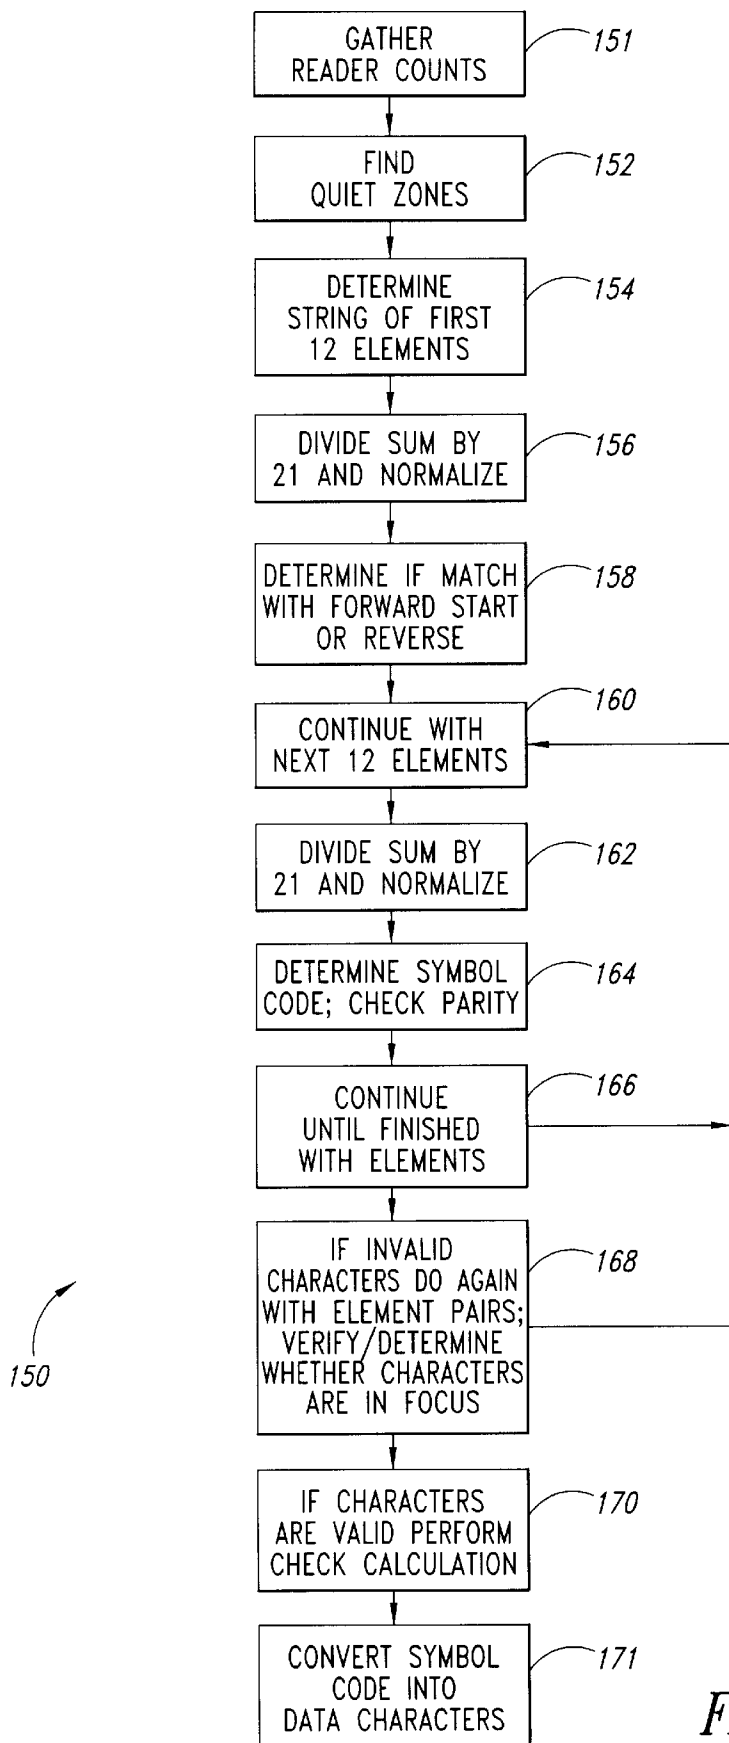 GATHER
READER COUNTS
151
FIND
QUIET ZONES
152
DETERMINE
STRING OF FIRST
12 ELEMENTS
154
DIVIDE SUM BY
21 AND NORMALIZE
156
DETERMINE IF MATCH
WITH FORWARD START
OR REVERSE
158
CONTINUE WITH
NEXT 12 ELEMENTS
160
DIVIDE SUM BY
21 AND NORMALIZE
162
DETERMINE SYMBOL
CODE; CHECK PARITY
164
CONTINUE
UNTIL FINISHED
WITH ELEMENTS
166
IF INVALID
CHARACTERS DO AGAIN
WITH ELEMENT PAIRS;
VERIFY/DETERMINE
WHETHER CHARACTERS
ARE IN FOCUS
168
150
IF CHARACTERS
ARE VALID PERFORM
CHECK CALCULATION
170
CONVERT SYMBOL
CODE INTO
DATA CHARACTERS
171